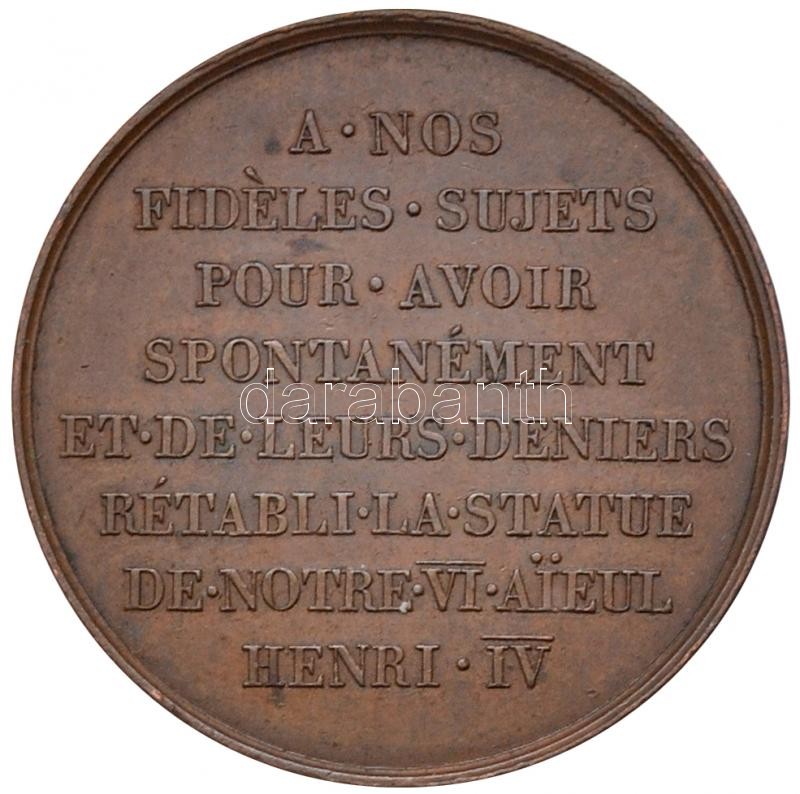 A·NOS
FIDÈLES·SUJETS
POUR·AVOIR
SPONTANÉMENT
darabanth
ET·DE·LEURS·DENIERS
RÉTABLI·LA·STATUE
DE·NOTRE·VI·AÏEUL
HENRI·IV